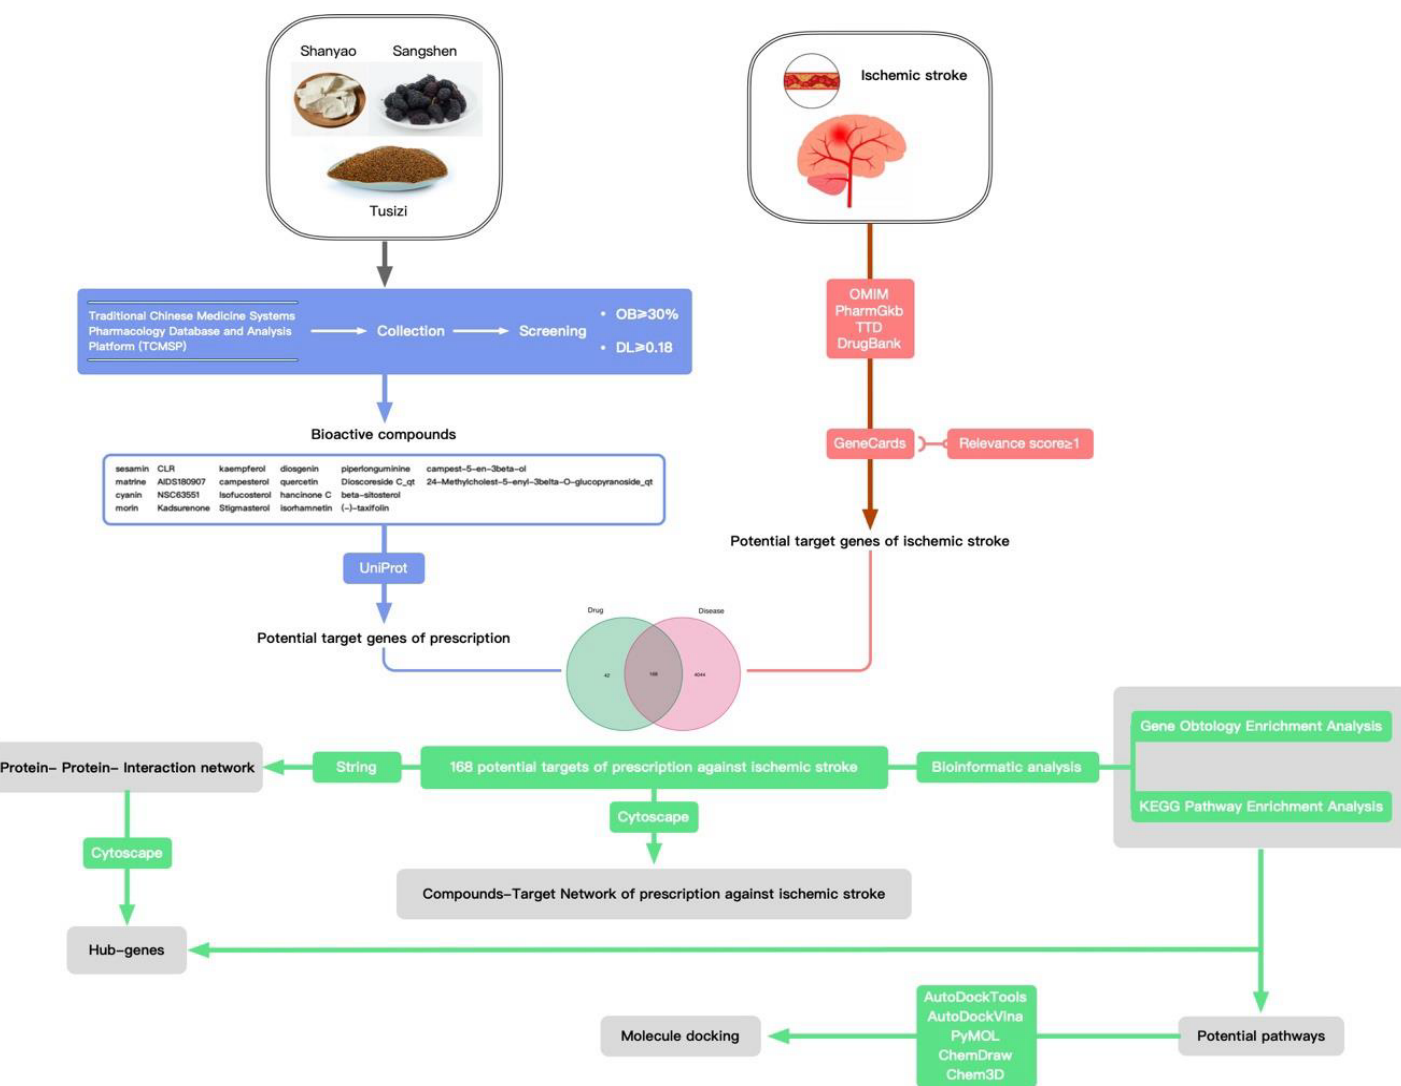 Shanyao Sangshen
Tusizi
Ischemic stroke
Traditional Chinese Medicine Systems
Pharmacology Database and Analysis
Platform (TCMSP)
Collection
Screening
• OB≥30%
• DL≥0.18
OMIM
PharmGkb
TTD
DrugBank
GeneCards
Relevance score≥1
Bioactive compounds
sesamin CLR kaempferol diosgenin piperlonguminine campest-5-en-3beta-ol
matrine AIDS180907 campesterol quercetin Dioscoreside C_qt 24-Methylcholest-5-enyl-3belta-O-glucopyranoside_qt
cyanin NSC63551 Isofucosterol hancinone C beta-sitosterol
morin Kadsurenone Stigmasterol isorhamnetin (-)-taxifolin
UniProt
Potential target genes of prescription
Potential target genes of ischemic stroke
Drug Disease
42 168 4044
Gene Obtology Enrichment Analysis
KEGG Pathway Enrichment Analysis
Protein- Protein- Interaction network
String
168 potential targets of prescription against ischemic stroke
Bioinformatic analysis
Cytoscape
Cytoscape
Compounds-Target Network of prescription against ischemic stroke
Hub-genes
AutoDockTools
AutoDockVina
PyMOL
ChemDraw
Chem3D
Molecule docking
Potential pathways